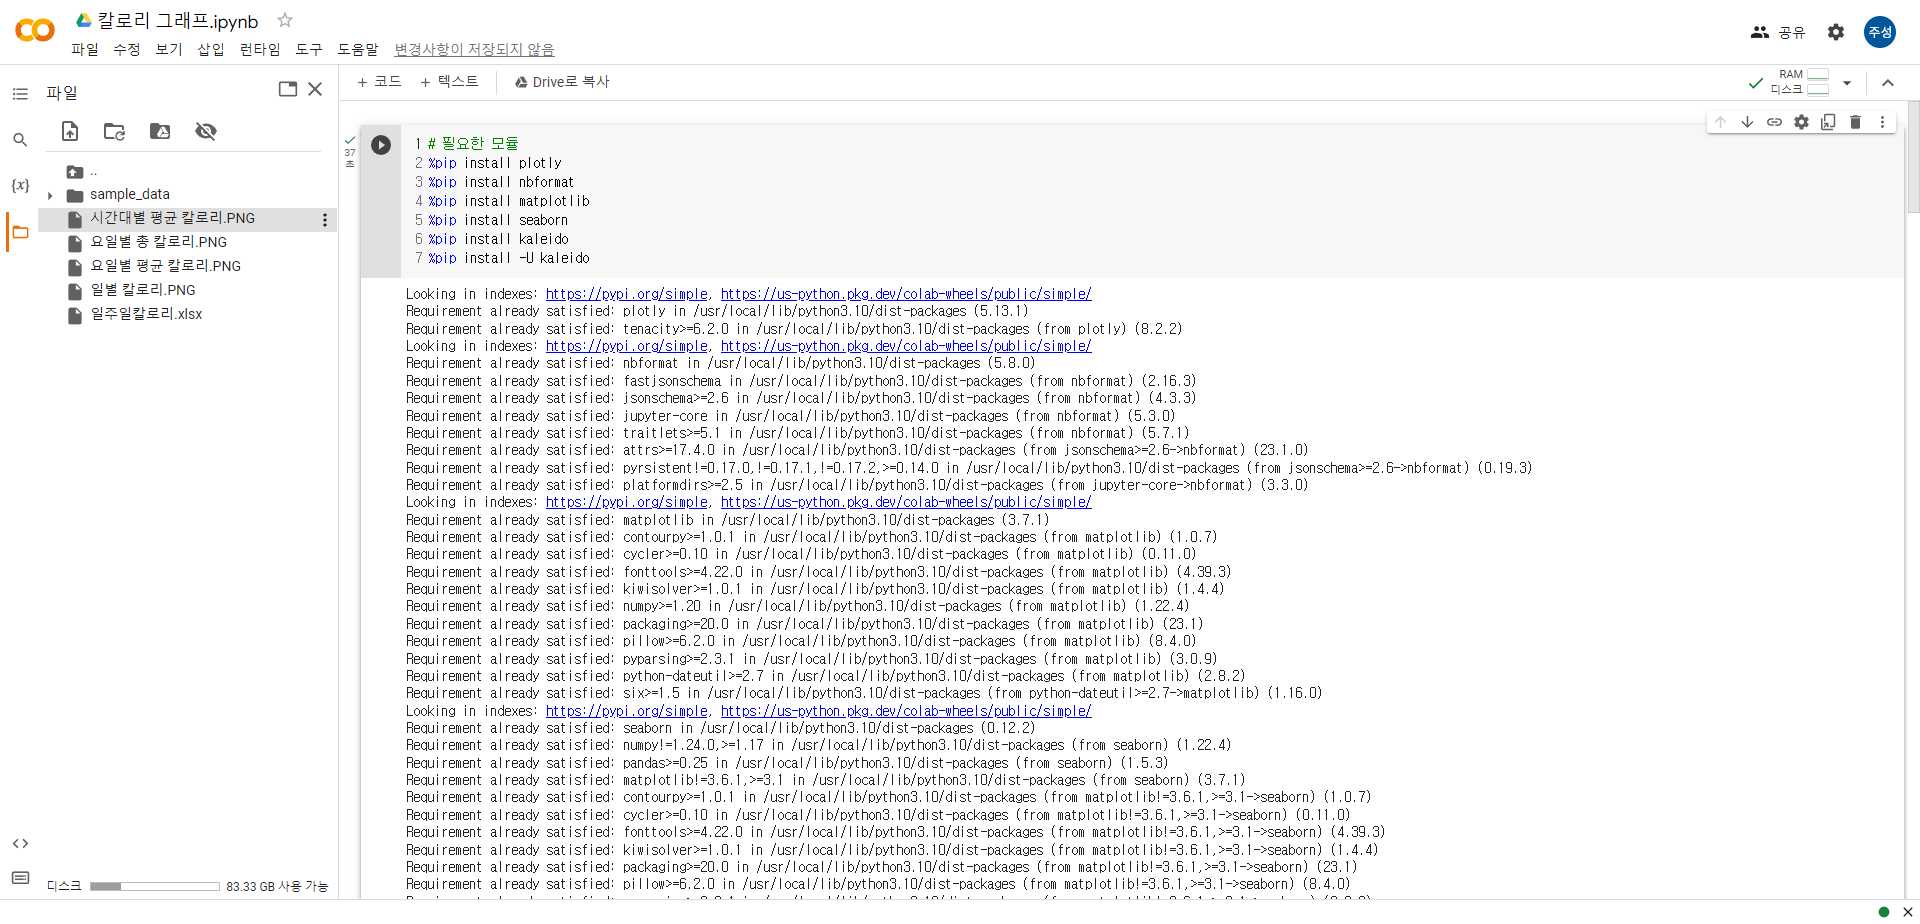 칼로리 그래프.ipynb
파일 수정 보기 삽입 런타임 도구 도움말 변경사항이 저장되지 않음
공유
주성
파일
+ 코드 + 텍스트 Drive로 복사
RAM
디스크
..
sample_data
시간대별 평균 칼로리.PNG
요일별 총 칼로리.PNG
요일별 평균 칼로리.PNG
일별 칼로리.PNG
일주일칼로리.xlsx
디스크 83.33 GB 사용 가능
37
초
1 # 필요한 모듈
2 %pip install plotly
3 %pip install nbformat
4 %pip install matplotlib
5 %pip install seaborn
6 %pip install kaleido
7 %pip install -U kaleido
Looking in indexes: https://pypi.org/simple, https://us-python.pkg.dev/colab-wheels/public/simple/
Requirement already satisfied: plotly in /usr/local/lib/python3.10/dist-packages (5.13.1)
Requirement already satisfied: tenacity>=6.2.0 in /usr/local/lib/python3.10/dist-packages (from plotly) (8.2.2)
Looking in indexes: https://pypi.org/simple, https://us-python.pkg.dev/colab-wheels/public/simple/
Requirement already satisfied: nbformat in /usr/local/lib/python3.10/dist-packages (5.8.0)
Requirement already satisfied: fastjsonschema in /usr/local/lib/python3.10/dist-packages (from nbformat) (2.16.3)
Requirement already satisfied: jsonschema>=2.6 in /usr/local/lib/python3.10/dist-packages (from nbformat) (4.3.3)
Requirement already satisfied: jupyter-core in /usr/local/lib/python3.10/dist-packages (from nbformat) (5.3.0)
Requirement already satisfied: traitlets>=5.1 in /usr/local/lib/python3.10/dist-packages (from nbformat) (5.7.1)
Requirement already satisfied: attrs>=17.4.0 in /usr/local/lib/python3.10/dist-packages (from jsonschema>=2.6->nbformat) (23.1.0)
Requirement already satisfied: pyrsistent!=0.17.0,!=0.17.1,!=0.17.2,>=0.14.0 in /usr/local/lib/python3.10/dist-packages (from jsonschema>=2.6->nbformat) (0.19.3)
Requirement already satisfied: platformdirs>=2.5 in /usr/local/lib/python3.10/dist-packages (from jupyter-core->nbformat) (3.3.0)
Looking in indexes: https://pypi.org/simple, https://us-python.pkg.dev/colab-wheels/public/simple/
Requirement already satisfied: matplotlib in /usr/local/lib/python3.10/dist-packages (3.7.1)
Requirement already satisfied: contourpy>=1.0.1 in /usr/local/lib/python3.10/dist-packages (from matplotlib) (1.0.7)
Requirement already satisfied: cycler>=0.10 in /usr/local/lib/python3.10/dist-packages (from matplotlib) (0.11.0)
Requirement already satisfied: fonttools>=4.22.0 in /usr/local/lib/python3.10/dist-packages (from matplotlib) (4.39.3)
Requirement already satisfied: kiwisolver>=1.0.1 in /usr/local/lib/python3.10/dist-packages (from matplotlib) (1.4.4)
Requirement already satisfied: numpy>=1.20 in /usr/local/lib/python3.10/dist-packages (from matplotlib) (1.22.4)
Requirement already satisfied: packaging>=20.0 in /usr/local/lib/python3.10/dist-packages (from matplotlib) (23.1)
Requirement already satisfied: pillow>=6.2.0 in /usr/local/lib/python3.10/dist-packages (from matplotlib) (8.4.0)
Requirement already satisfied: pyparsing>=2.3.1 in /usr/local/lib/python3.10/dist-packages (from matplotlib) (3.0.9)
Requirement already satisfied: python-dateutil>=2.7 in /usr/local/lib/python3.10/dist-packages (from matplotlib) (2.8.2)
Requirement already satisfied: six>=1.5 in /usr/local/lib/python3.10/dist-packages (from python-dateutil>=2.7->matplotlib) (1.16.0)
Looking in indexes: https://pypi.org/simple, https://us-python.pkg.dev/colab-wheels/public/simple/
Requirement already satisfied: seaborn in /usr/local/lib/python3.10/dist-packages (0.12.2)
Requirement already satisfied: numpy!=1.24.0,>=1.17 in /usr/local/lib/python3.10/dist-packages (from seaborn) (1.22.4)
Requirement already satisfied: pandas>=0.25 in /usr/local/lib/python3.10/dist-packages (from seaborn) (1.5.3)
Requirement already satisfied: matplotlib!=3.6.1,>=3.1 in /usr/local/lib/python3.10/dist-packages (from seaborn) (3.7.1)
Requirement already satisfied: contourpy>=1.0.1 in /usr/local/lib/python3.10/dist-packages (from matplotlib!=3.6.1,>=3.1->seaborn) (1.0.7)
Requirement already satisfied: cycler>=0.10 in /usr/local/lib/python3.10/dist-packages (from matplotlib!=3.6.1,>=3.1->seaborn) (0.11.0)
Requirement already satisfied: fonttools>=4.22.0 in /usr/local/lib/python3.10/dist-packages (from matplotlib!=3.6.1,>=3.1->seaborn) (4.39.3)
Requirement already satisfied: kiwisolver>=1.0.1 in /usr/local/lib/python3.10/dist-packages (from matplotlib!=3.6.1,>=3.1->seaborn) (1.4.4)
Requirement already satisfied: packaging>=20.0 in /usr/local/lib/python3.10/dist-packages (from matplotlib!=3.6.1,>=3.1->seaborn) (23.1)
Requirement already satisfied: pillow>=6.2.0 in /usr/local/lib/python3.10/dist-packages (from matplotlib!=3.6.1,>=3.1->seaborn) (8.4.0)